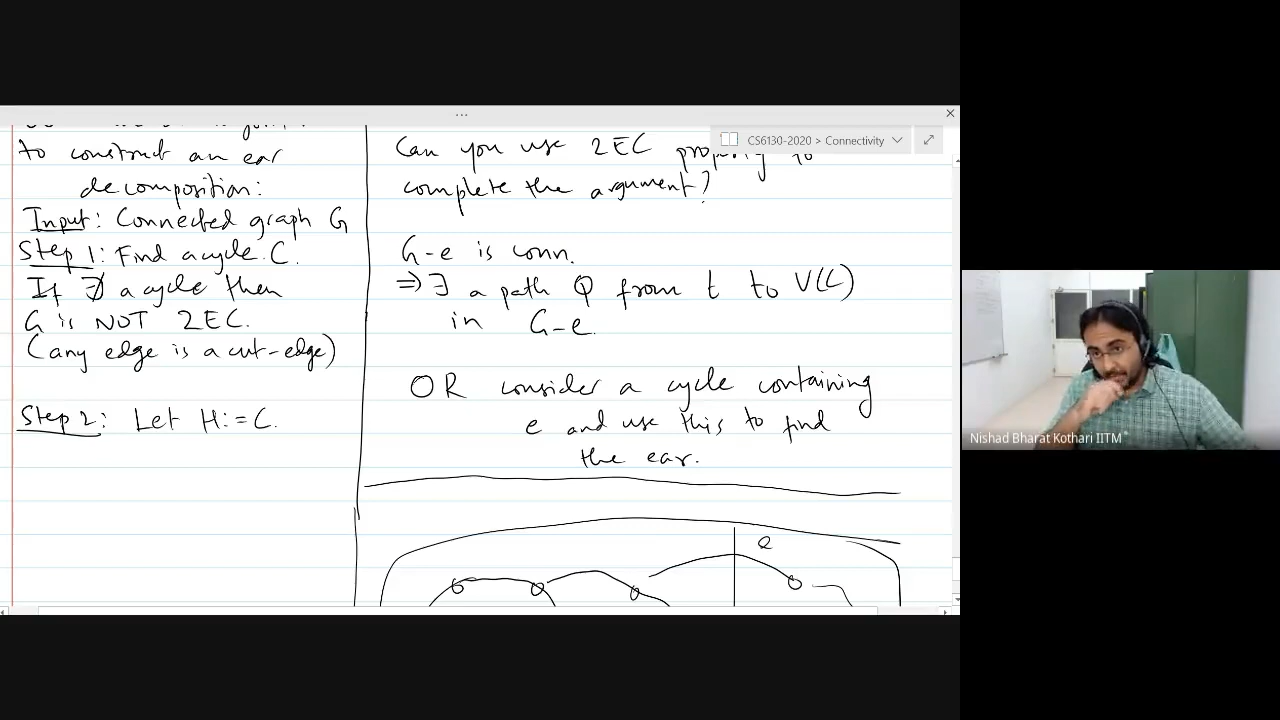 to construct an ear
decomposition:
Input: Connected graph G
Step 1: Find a cycle C.
If ∄ a cycle then
G is NOT 2EC.
(any edge is a cut-edge)
Step 2: Let H:=C.
CS6130-2020 > Connectivity
Can you use 2EC property to
complete the argument?
G-e is conn.
⇒ ∃ a path Q from t to V(C)
in G-e.
OR consider a cycle containing
e and use this to find
the ear.
e
Nishad Bharat Kothari IITM